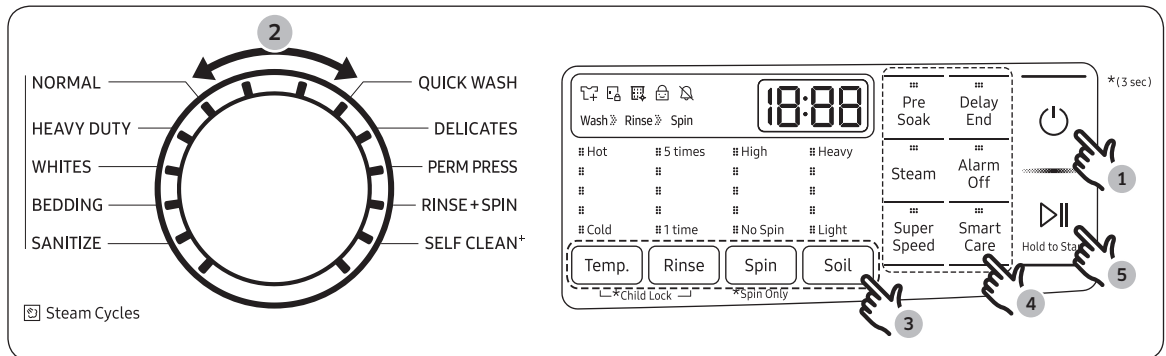 2
NORMAL
HEAVY DUTY
WHITES
BEDDING
SANITIZE
QUICK WASH
DELICATES
PERM PRESS
RINSE+SPIN
SELF CLEAN+
Steam Cycles
18:88
Wash Rinse Spin
Hot 5 times High Heavy
Cold 1 time No Spin Light
Temp. Rinse Spin Soil
*Child Lock *Spin Only
3
Pre Soak
Delay End
Steam
Alarm Off
Super Speed
Smart Care
4
*(3 sec)
1
Hold to Start
5